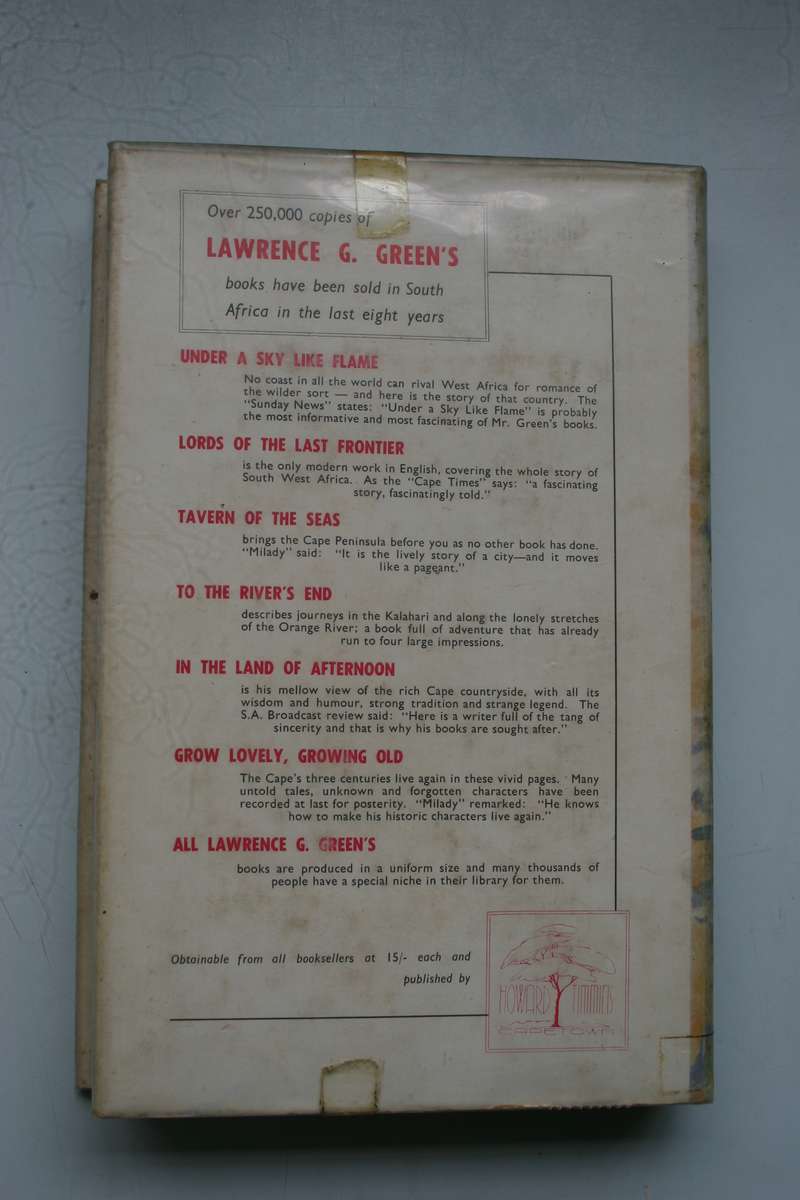 Over 250,000 copies of
LAWRENCE G. GREEN'S
books have been sold in South
Africa in the last eight years
UNDER A SKY LIKE FLAME
No coast in all the world can rival West Africa for romance of
the wilder sort — and here is the story of that country. The
"Sunday News" states: "Under a Sky Like Flame" is probably
the most informative and most fascinating of Mr. Green's books.
LORDS OF THE LAST FRONTIER
is the only modern work in English, covering the whole story of
South West Africa. As the "Cape Times" says: "a fascinating
story, fascinatingly told."
TAVERN OF THE SEAS
brings the Cape Peninsula before you as no other book has done.
"Milady" said: "It is the lively story of a city—and it moves
like a pageant."
TO THE RIVER'S END
describes journeys in the Kalahari and along the lonely stretches
of the Orange River; a book full of adventure that has already
run to four large impressions.
IN THE LAND OF AFTERNOON
is his mellow view of the rich Cape countryside, with all its
wisdom and humour, strong tradition and strange legend. The
S.A. Broadcast review said: "Here is a writer full of the tang of
sincerity and that is why his books are sought after."
GROW LOVELY, GROWING OLD
The Cape's three centuries live again in these vivid pages. Many
untold tales, unknown and forgotten characters have been
recorded at last for posterity. "Milady" remarked: "He knows
how to make his historic characters live again."
ALL LAWRENCE G. GREEN'S
books are produced in a uniform size and many thousands of
people have a special niche in their library for them.
Obtainable from all booksellers at 15/- each and
published by
HOWARD TIMMINS
CAPE TOWN